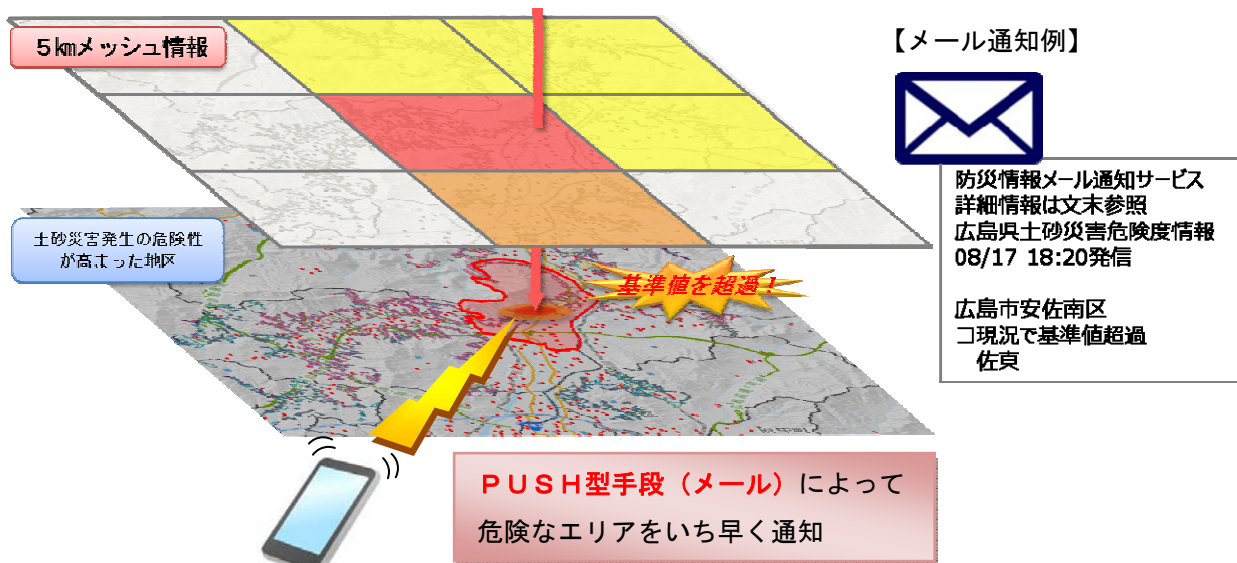 5㎞メッシュ情報
土砂災害発生の危険性
が高まった地区
基準値を超過！
PUSH型手段（メール）によって
危険なエリアをいち早く通知
【メール通知例】
防災情報メール通知サービス
詳細情報は文末参照
広島県土砂災害危険度情報
08/17 18:20発信
広島市安佐南区
コ現況で基準値超過
佐東